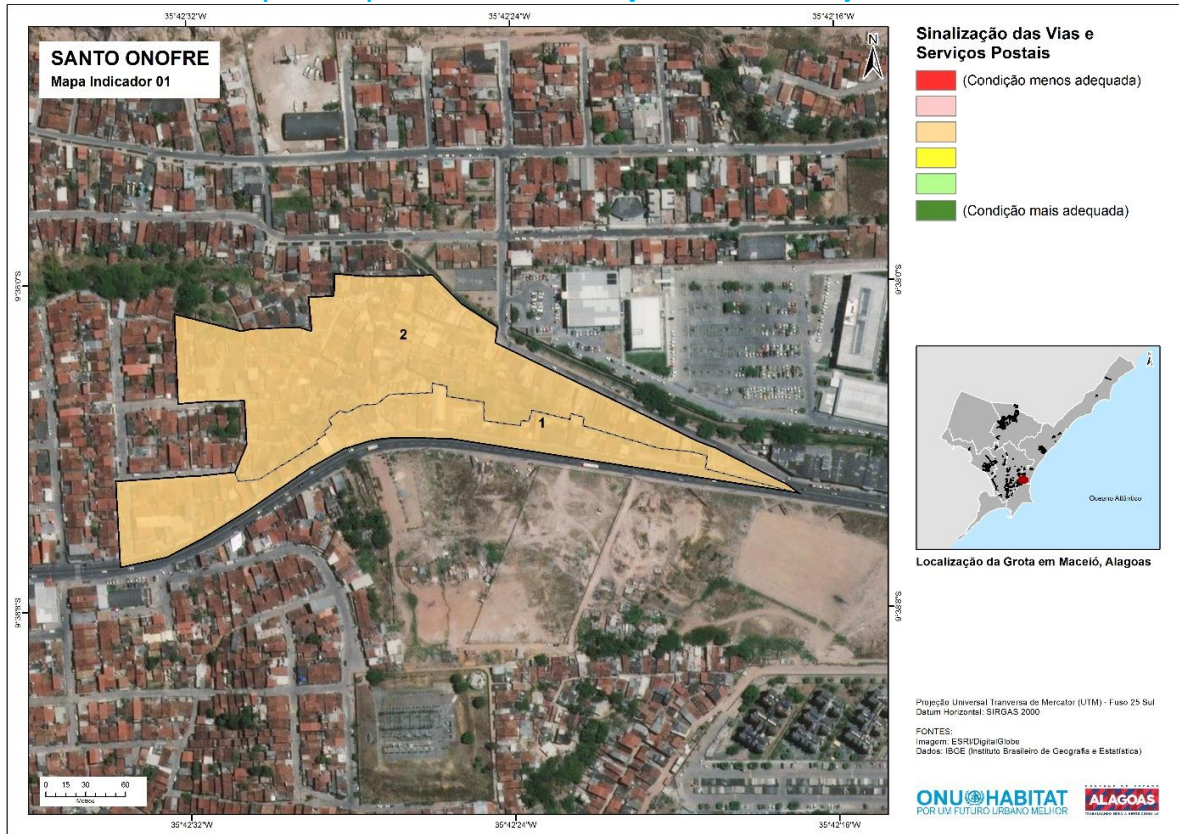 SANTO ONOFRE
Mapa Indicador 01
35°42'32"W
35°42'24"W
35°42'16"W
N
9°38'0"S
9°38'0"S
2
1
9°38'8"S
9°38'8"S
0 15 30 60
Metros
35°42'32"W
35°42'24"W
35°42'16"W
Sinalização das Vias e
Serviços Postais
(Condição menos adequada)
(Condição mais adequada)
Oceano Atlântico
Localização da Grota em Maceió, Alagoas
Projeção Universal Tranversa de Mercator (UTM) - Fuso 25 Sul
Datum Horizontal: SIRGAS 2000
FONTES:
Imagem: ESRI/DigitalGlobe
Dados: IBGE (Instituto Brasileiro de Geografia e Estatística)
ONU HABITAT
POR UM FUTURO URBANO MELHOR
ALAGOAS